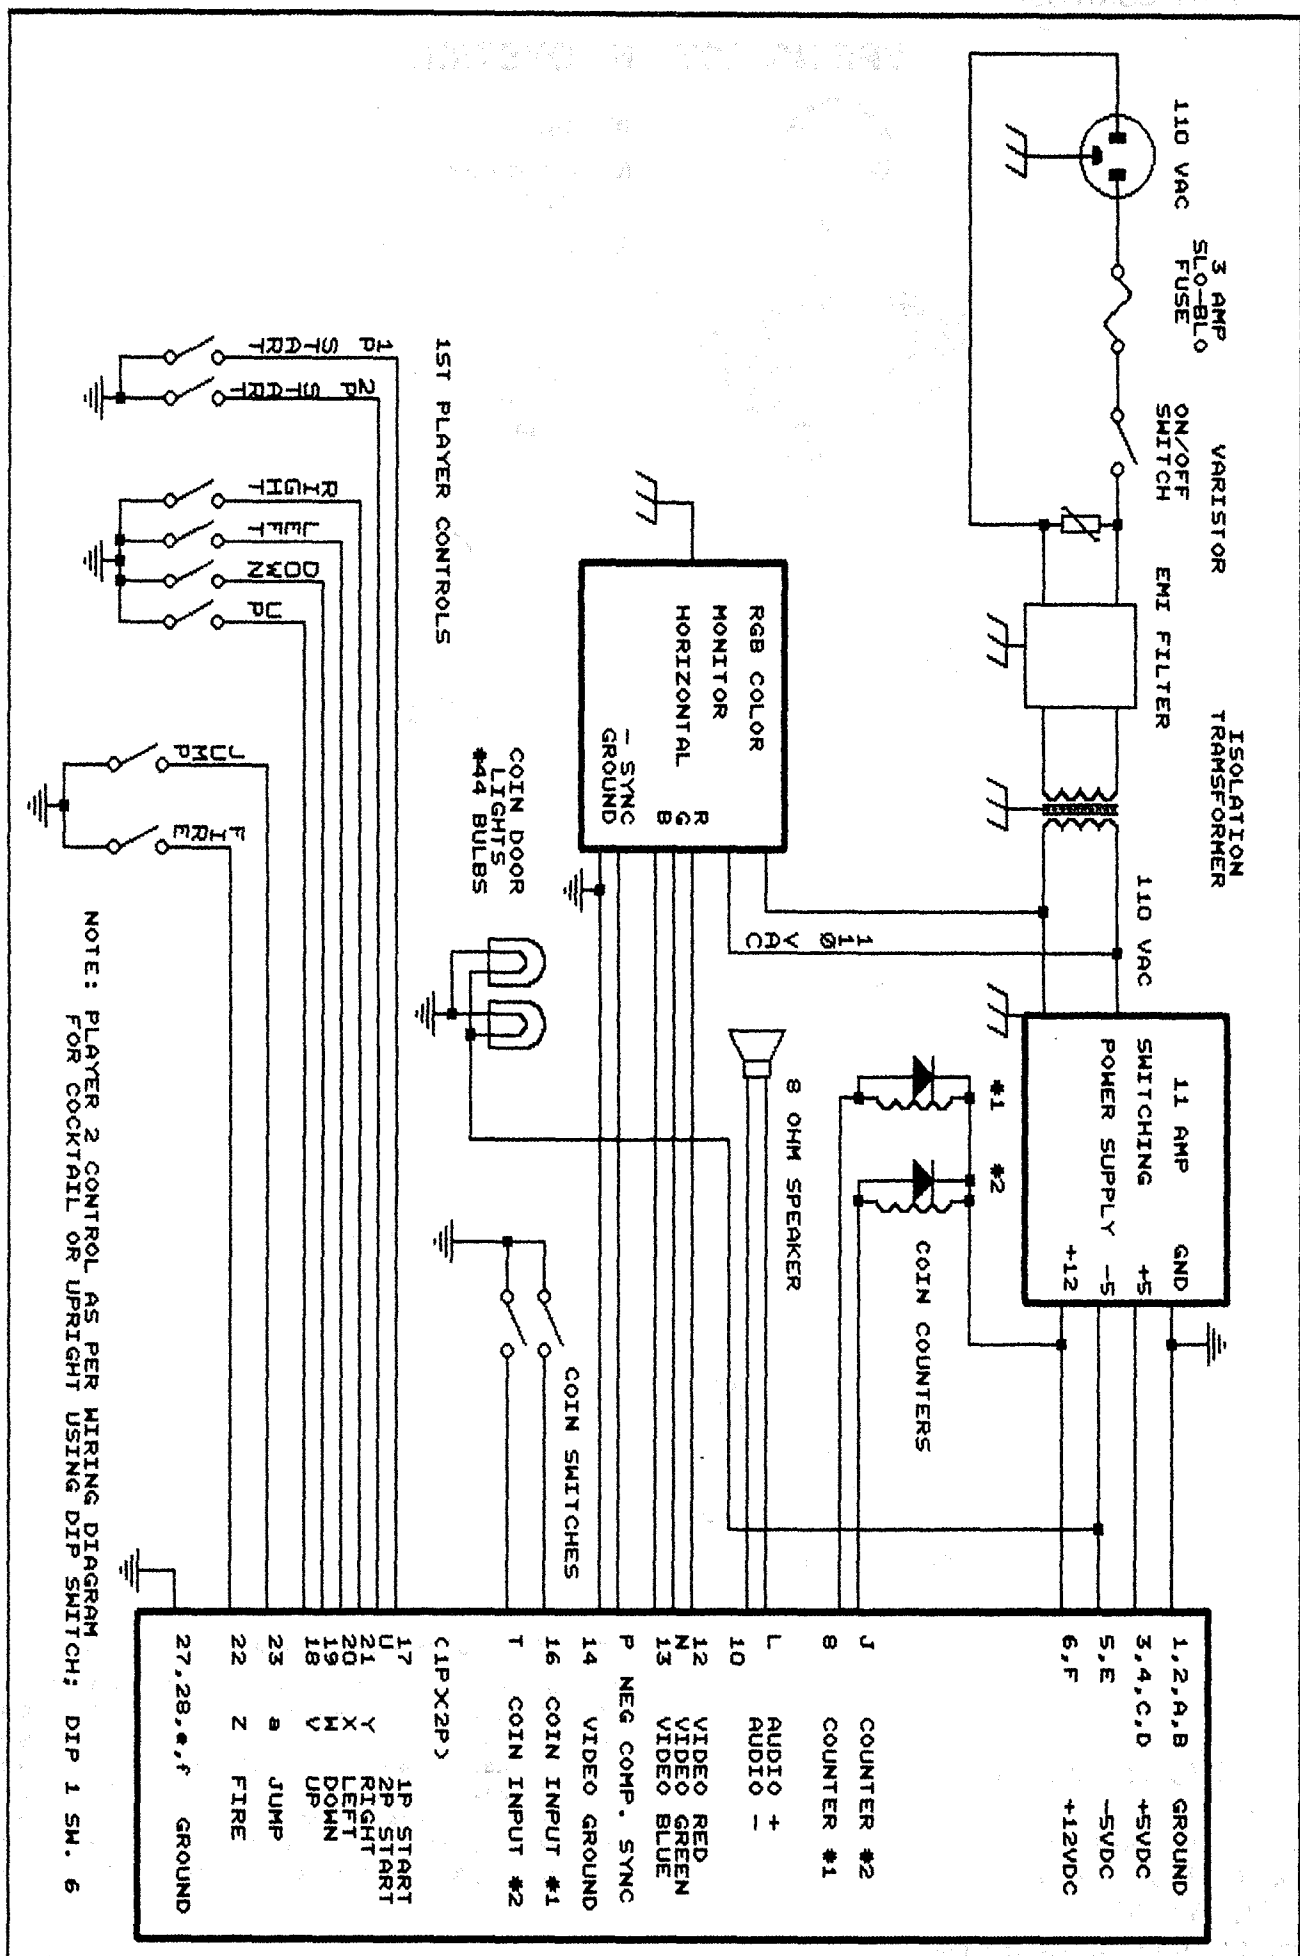 110 VAC
3 AMP
SLO-BLO
FUSE
ON/OFF
SWITCH
VARISTOR
EMI FILTER
ISOLATION
TRAMSFORMER
110 VAC
11 AMP
SWITCHING
POWER SUPPLY
GND
+5
-5
+12
110 VAC
RGB COLOR
MONITOR
HORIZONTAL
R
G
B
- SYNC
GROUND
#1
#2
COIN COUNTERS
8 OHM SPEAKER
COIN DOOR
LIGHTS
#44 BULBS
COIN SWITCHES
1ST PLAYER CONTROLS
1P START
2P START
RIGHT
LEFT
DOWN
UP
JUMP
FIRE
1,2,A,B GROUND
3,4,C,D +5VDC
5,E -5VDC
6,F +12VDC
J COUNTER #2
8 COUNTER #1
L AUDIO +
10 AUDIO -
12 VIDEO RED
N VIDEO GREEN
13 VIDEO BLUE
P NEG COMP. SYNC
14 VIDEO GROUND
16 COIN INPUT #1
T COIN INPUT #2
(1P)(2P)
17 1P START
U 2P START
21 Y RIGHT
20 X LEFT
19 W DOWN
18 V UP
23 a JUMP
22 Z FIRE
27,28,e,f GROUND
NOTE: PLAYER 2 CONTROL AS PER WIRING DIAGRAM
FOR COCKTAIL OR UPRIGHT USING DIP SWITCH; DIP 1 SW. 6